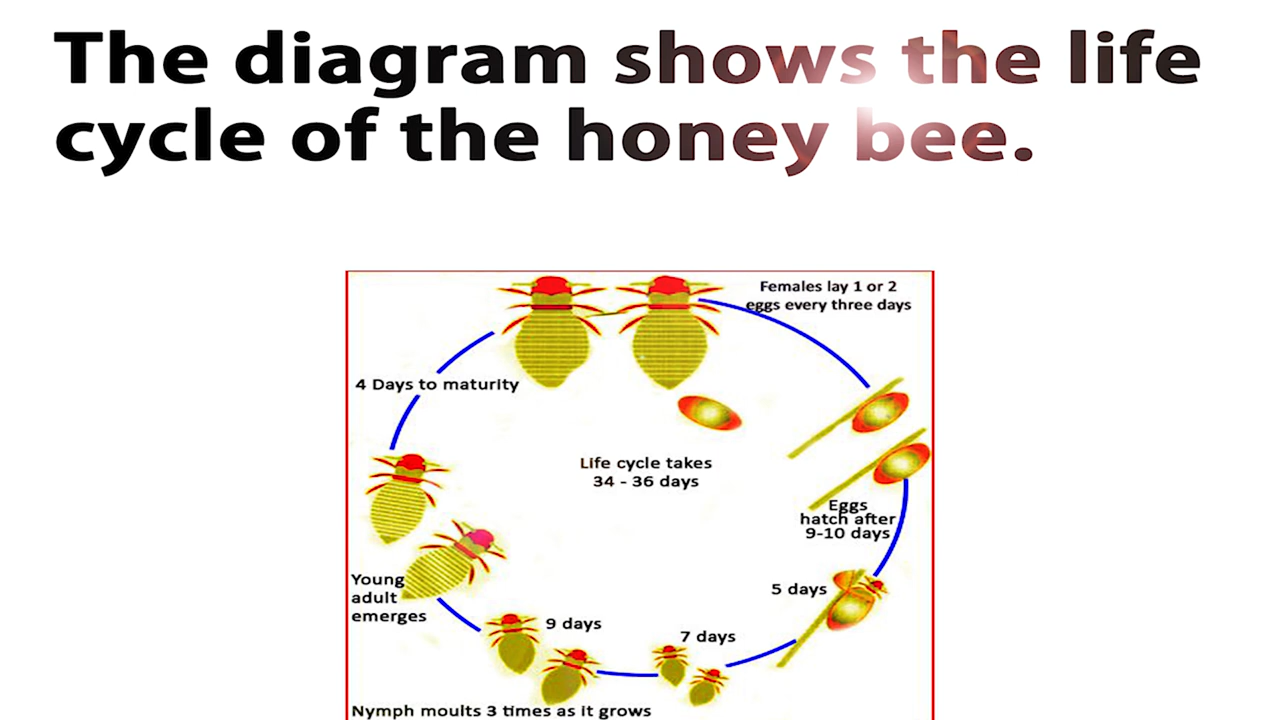 The diagram shows the life
cycle of the honey bee.
Females lay 1 or 2
eggs every three days
4 Days to maturity
Life cycle takes
34 - 36 days
Eggs
hatch after
9-10 days
5 days
Young
adult
emerges
9 days
7 days
Nymph moults 3 times as it grows